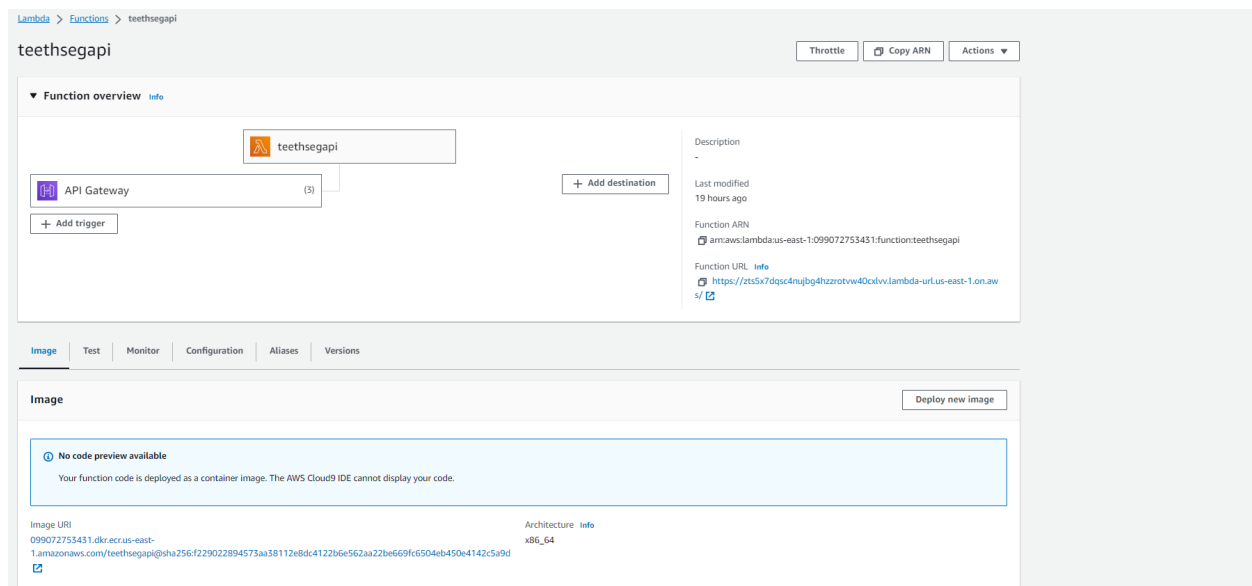 Lambda > Functions > teethsegapi
teethsegapi
Throttle
Copy ARN
Actions ▼
▼ Function overview Info
teethsegapi
API Gateway (3)
+ Add destination
+ Add trigger
Description
-
Last modified
19 hours ago
Function ARN
arn:aws:lambda:us-east-1:099072753431:function:teethsegapi
Function URL Info
https://zts5x7dqsc4nujbg4hzzrotvw40cxlvv.lambda-url.us-east-1.on.aw
s/
Image
Test
Monitor
Configuration
Aliases
Versions
Image
Deploy new image
No code preview available
Your function code is deployed as a container image. The AWS Cloud9 IDE cannot display your code.
Image URI
099072753431.dkr.ecr.us-east-
1.amazonaws.com/teethsegapi@sha256:f229022894573aa38112e8dc4122b6e562aa22be669fc6504eb450e4142c5a9d
Architecture Info
x86_64